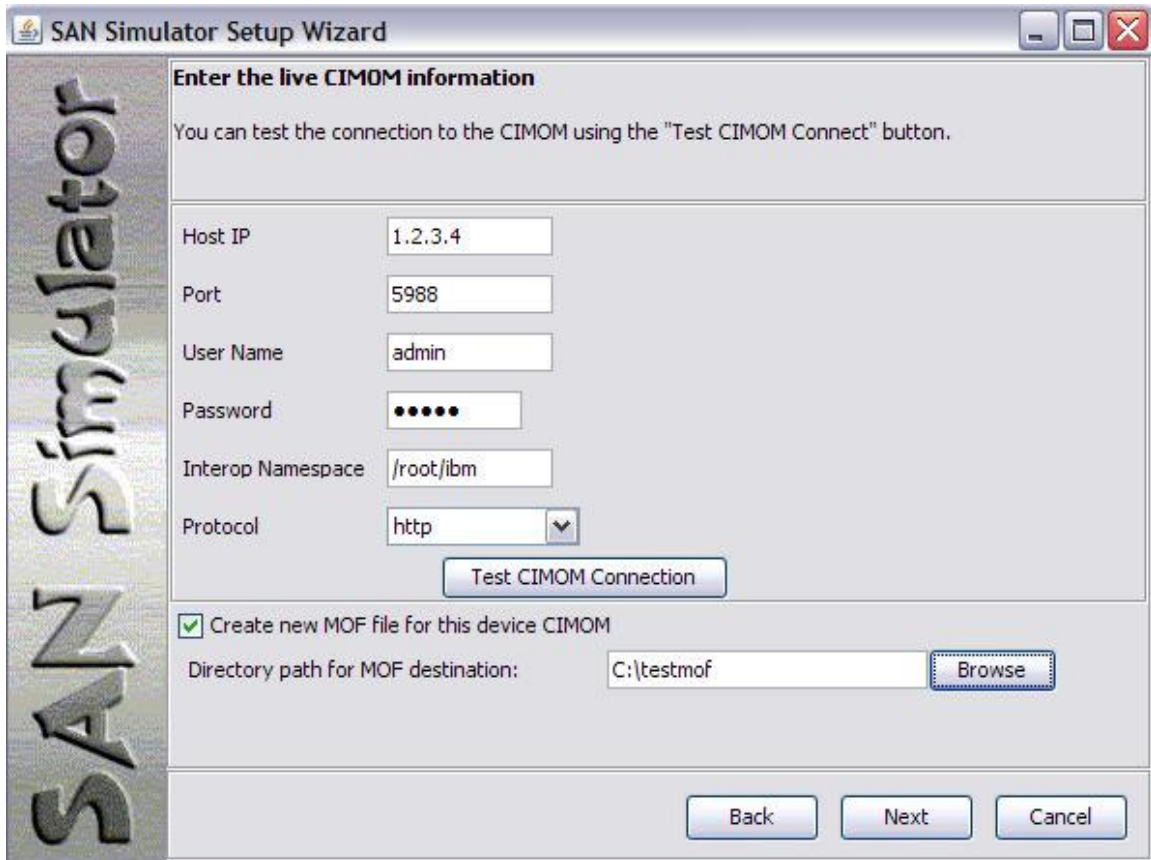 SAN Simulator Setup Wizard
SAN Simulator
Enter the live CIMOM information
You can test the connection to the CIMOM using the "Test CIMOM Connect" button.
Host IP 1.2.3.4
Port 5988
User Name admin
Password •••••
Interop Namespace /root/ibm
Protocol http
Test CIMOM Connection
Create new MOF file for this device CIMOM
Directory path for MOF destination: C:\testmof Browse
Back Next Cancel